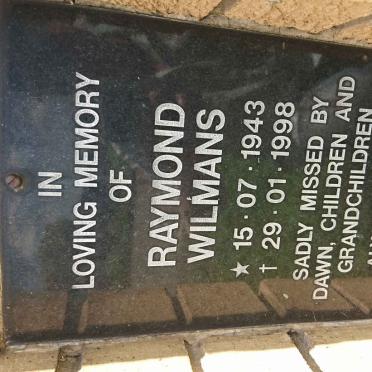 IN
LOVING MEMORY
OF
RAYMOND
WILMANS
★ 15·07·1943
† 29·01·1998
SADLY MISSED BY
DAWN, CHILDREN AND
GRANDCHILDREN